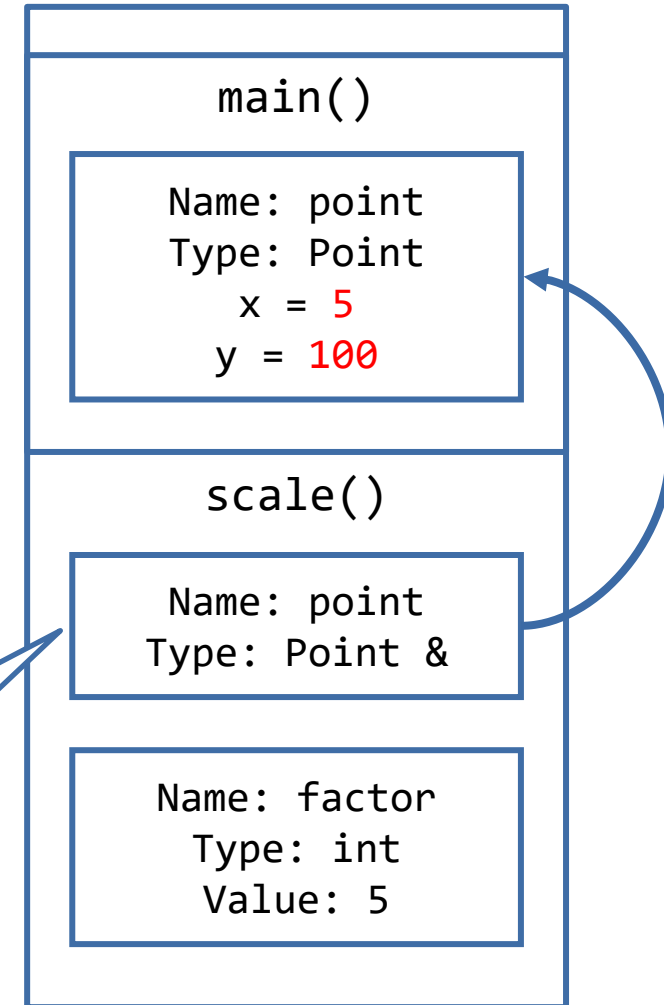 main()
Name: point
Type: Point
x = 5
y = 100
scale()
Name: point
Type: Point &
Name: factor
Type: int
Value: 5